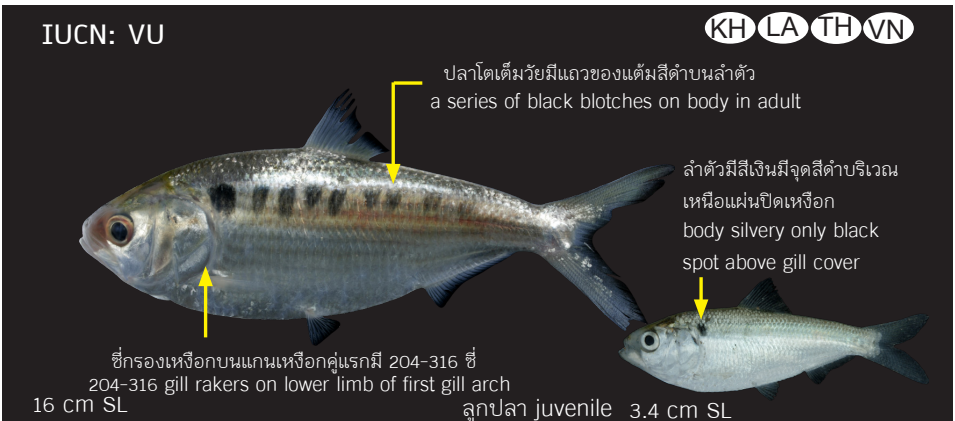 IUCN: VU
KH LA TH VN
ปลาโตเต็มวัยมีแถวของแต้มสีดำบนลำตัว
a series of black blotches on body in adult
ลำตัวมีสีเงินมีจุดสีดำบริเวณ
เหนือแผ่นปิดเหงือก
body silvery only black
spot above gill cover
ซี่กรองเหงือกบนแกนเหงือกคู่แรกมี 204-316 ซี่
204-316 gill rakers on lower limb of first gill arch
16 cm SL
ลูกปลา juvenile 3.4 cm SL